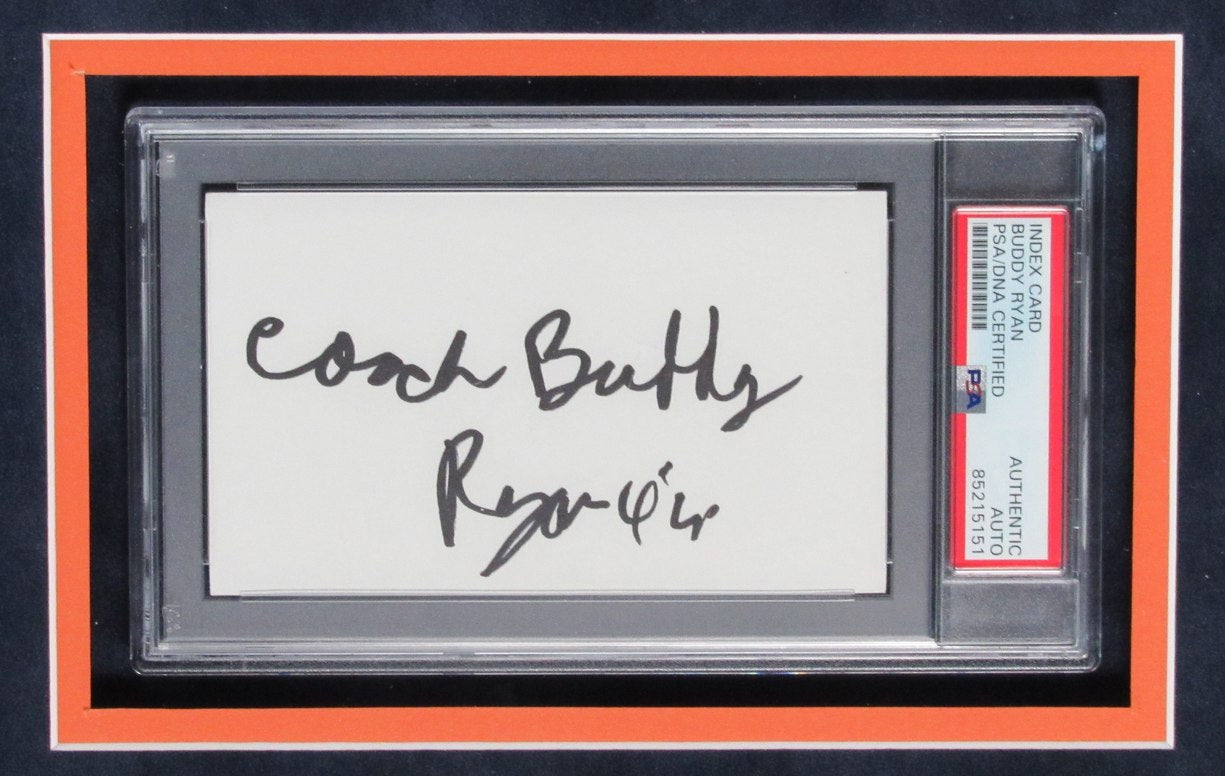 Coach Buddy
Ryan 46
INDEX CARD
BUDDY RYAN
PSA/DNA CERTIFIED
PSA
AUTHENTIC
AUTO
85215151